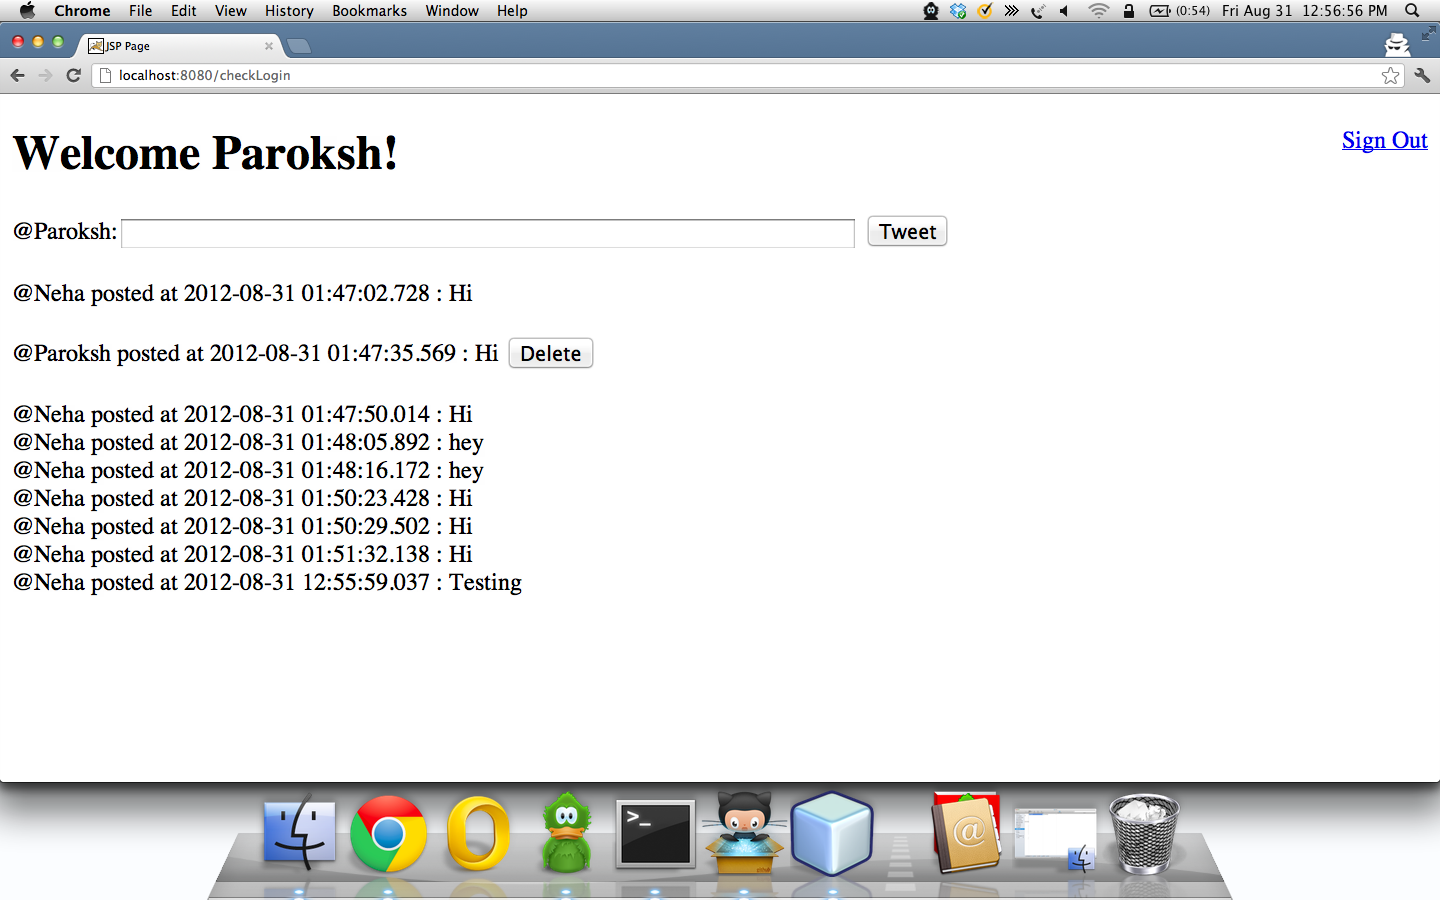 Chrome File Edit View History Bookmarks Window Help (0:54) Fri Aug 31 12:56:56 PM
JSP Page
localhost:8080/checkLogin
Welcome Paroksh!
Sign Out
@Paroksh: Tweet
@Neha posted at 2012-08-31 01:47:02.728 : Hi
@Paroksh posted at 2012-08-31 01:47:35.569 : Hi Delete
@Neha posted at 2012-08-31 01:47:50.014 : Hi
@Neha posted at 2012-08-31 01:48:05.892 : hey
@Neha posted at 2012-08-31 01:48:16.172 : hey
@Neha posted at 2012-08-31 01:50:23.428 : Hi
@Neha posted at 2012-08-31 01:50:29.502 : Hi
@Neha posted at 2012-08-31 01:51:32.138 : Hi
@Neha posted at 2012-08-31 12:55:59.037 : Testing
>_
@